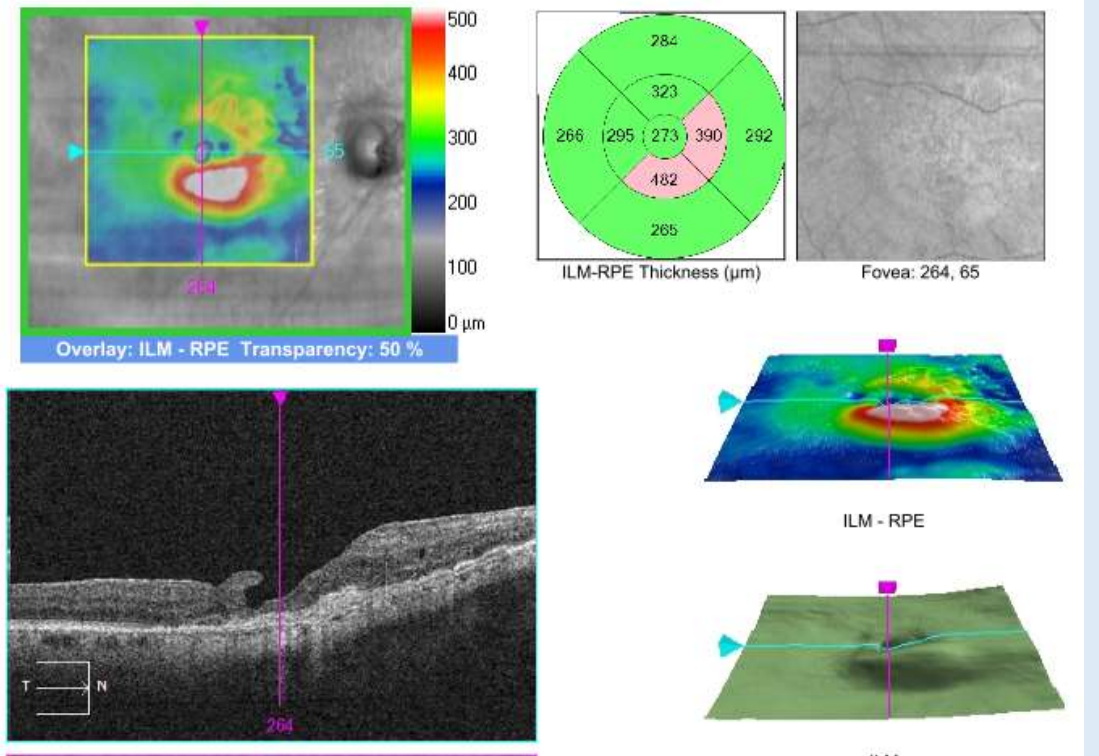 500
400
300
200
100
0 µm
65
264
Overlay: ILM - RPE Transparency: 50 %
284
323
266 295 273 390 292
482
265
ILM-RPE Thickness (µm)
Fovea: 264, 65
T N
264
ILM - RPE